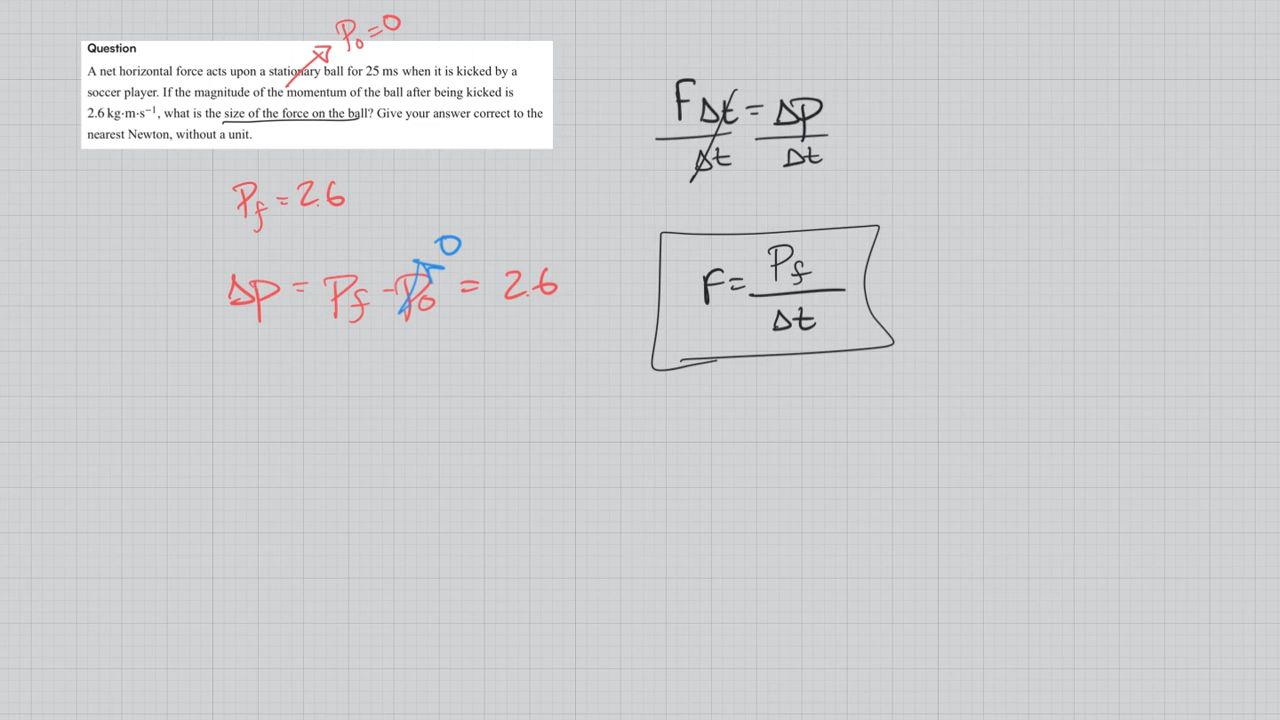 P₀ = 0
Question
A net horizontal force acts upon a stationary ball for 25 ms when it is kicked by a
soccer player. If the magnitude of the momentum of the ball after being kicked is
2.6 kg·m·s⁻¹, what is the size of the force on the ball? Give your answer correct to the
nearest Newton, without a unit.
P_f = 2.6
0
Δp = P_f - P₀ = 2.6
FΔt = Δp
Δt Δt
F = P_f
Δt